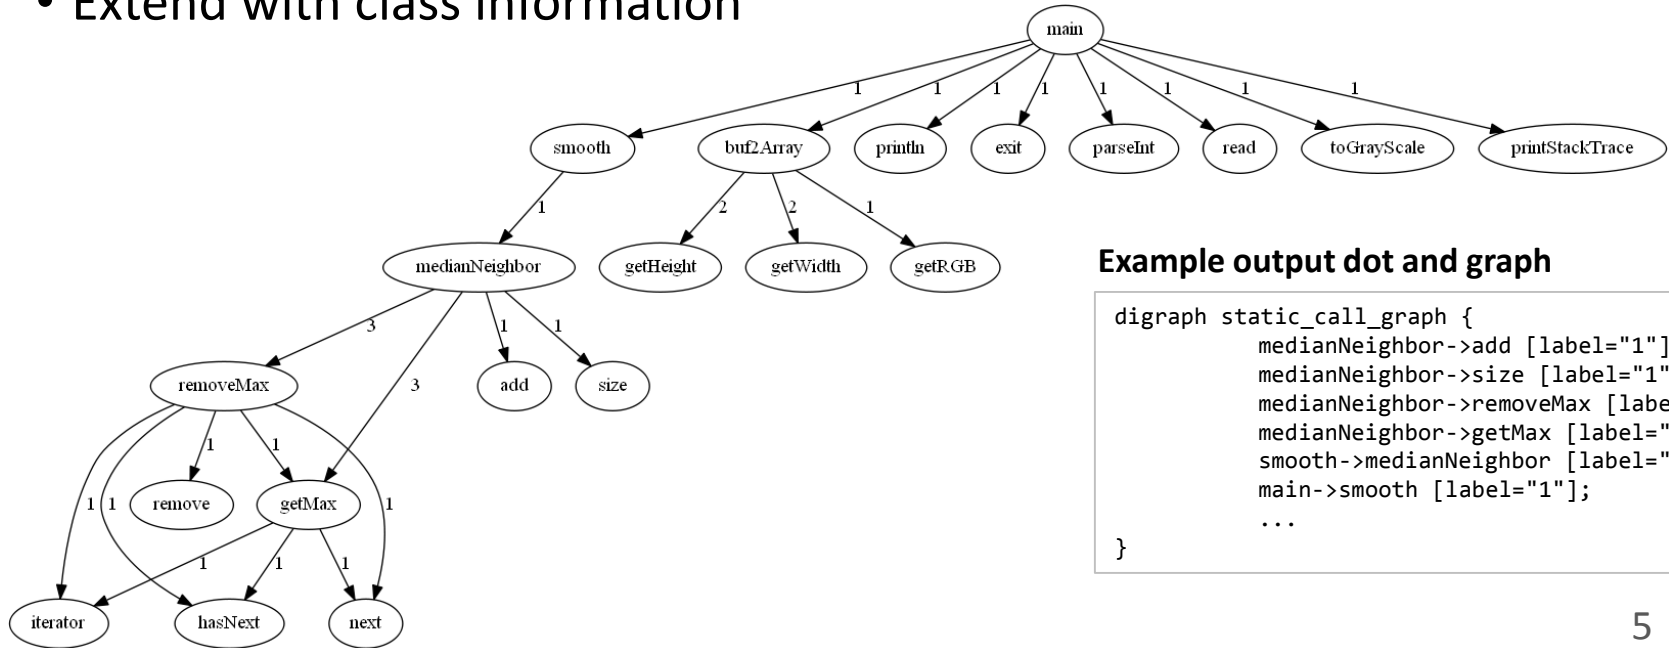 • Extend with class information
main
1 1 1 1 1 1 1 1
smooth buf2Array println exit parseInt read toGrayScale printStackTrace
1 2 2 1
medianNeighbor getHeight getWidth getRGB
3 3 1 1
removeMax add size
1 1 1 1 1
remove getMax
1 1 1
iterator hasNext next
Example output dot and graph
digraph static_call_graph {
medianNeighbor->add [label="1"]
medianNeighbor->size [label="1"
medianNeighbor->removeMax [labe
medianNeighbor->getMax [label="
smooth->medianNeighbor [label="
main->smooth [label="1"];
...
}
5